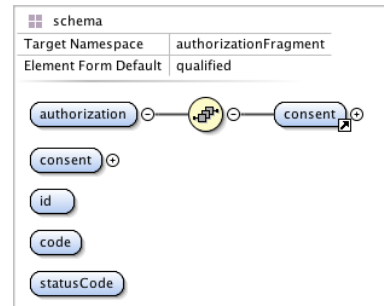 schema
Target Namespace authorizationFragment
Element Form Default qualified
authorization consent
consent
id
code
statusCode